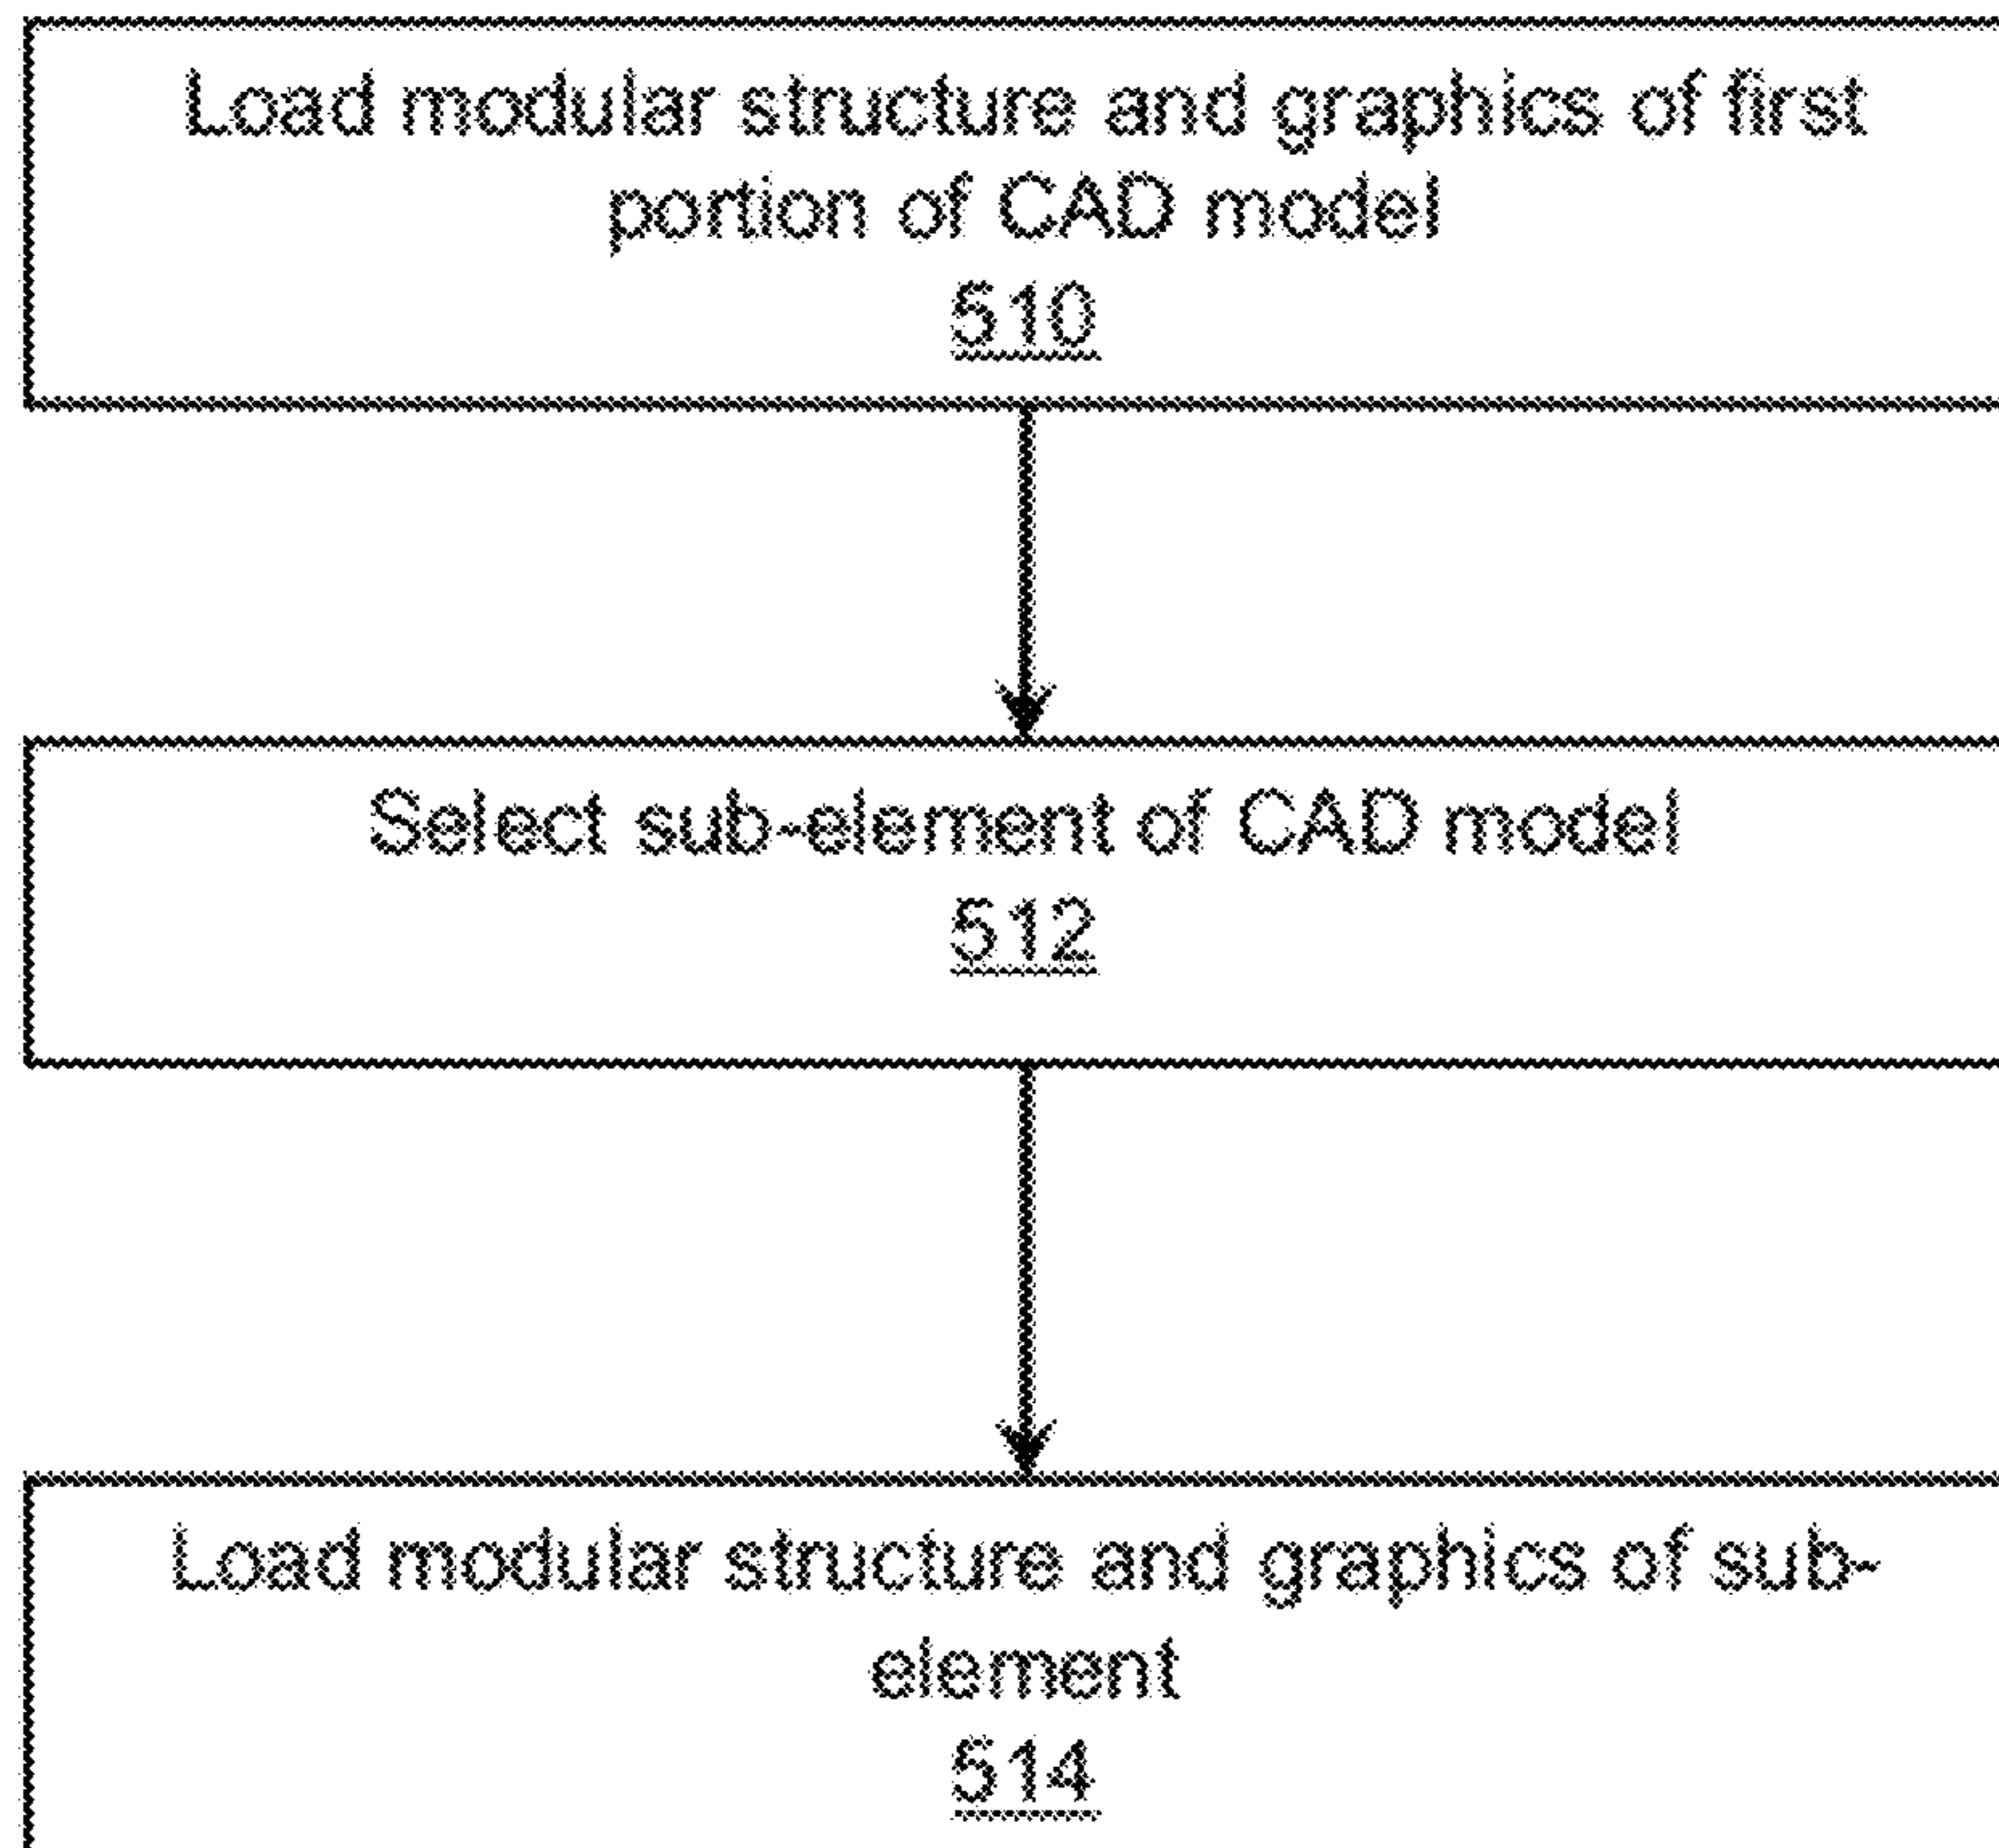 Load modular structure and graphics of first
portion of CAD model
510
Select sub-element of CAD model
512
Load modular structure and graphics of sub-
element
514